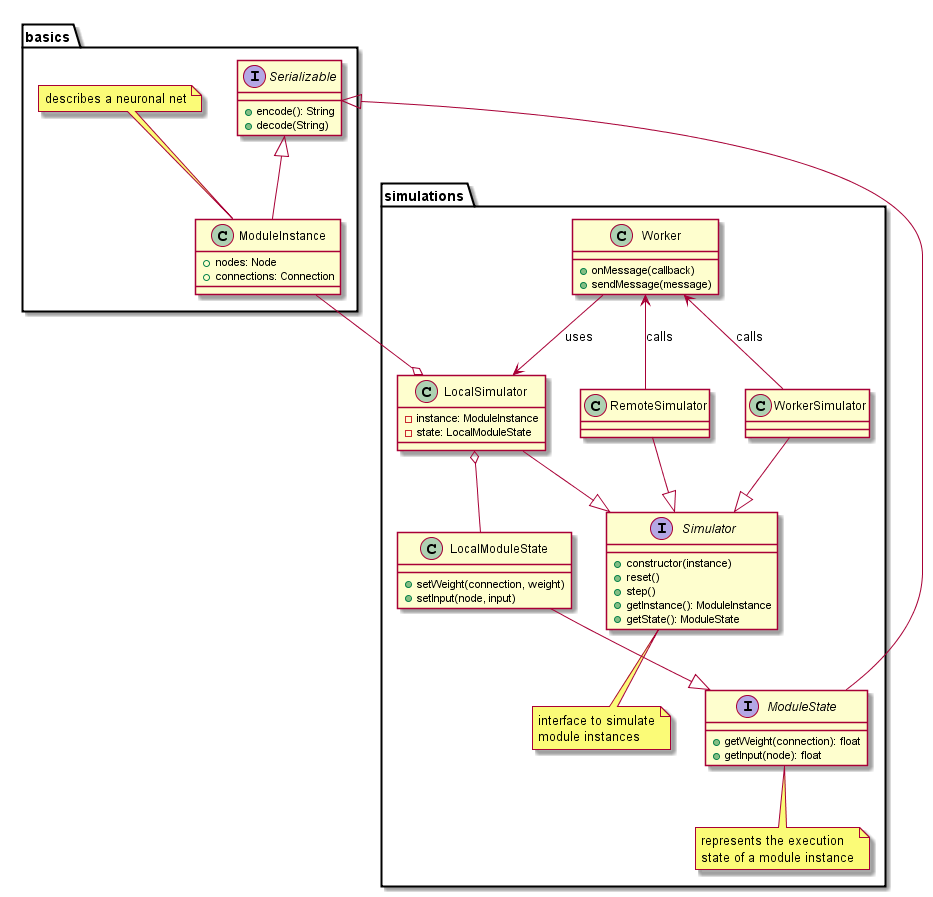 basics
describes a neuronal net
I Serializable
encode(): String
decode(String)
C ModuleInstance
nodes: Node
connections: Connection
simulations
C Worker
onMessage(callback)
sendMessage(message)
uses
calls
calls
C LocalSimulator
instance: ModuleInstance
state: LocalModuleState
C RemoteSimulator
C WorkerSimulator
I Simulator
constructor(instance)
reset()
step()
getInstance(): ModuleInstance
getState(): ModuleState
C LocalModuleState
setWeight(connection, weight)
setInput(node, input)
interface to simulate
module instances
I ModuleState
getWeight(connection): float
getInput(node): float
represents the execution
state of a module instance